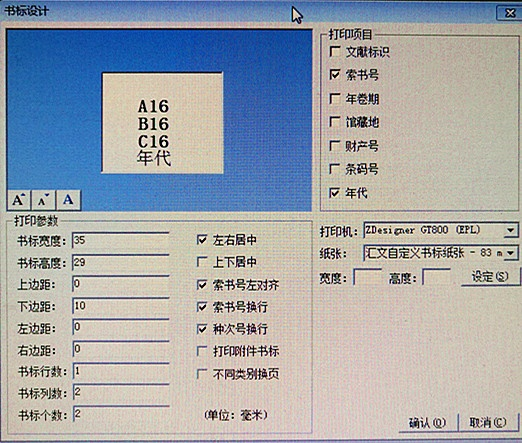 书标设计
A16
B16
C16
年代
A A A
打印项目
文献标识
索书号
年卷期
馆藏地
财产号
条码号
年代
打印参数
书标宽度: 35
书标高度: 29
上边距: 0
下边距: 10
左边距: 0
右边距: 0
书标行数: 1
书标列数: 2
书标个数: 2
左右居中
上下居中
索书号左对齐
索书号换行
种次号换行
打印附件书标
不同类别换页
(单位: 毫米)
打印机: ZDesigner GT800 (EPL)
纸张: 汇文自定义书标纸张 - 83 m
宽度: 高度: 设定(S)
确认(O) 取消(C)